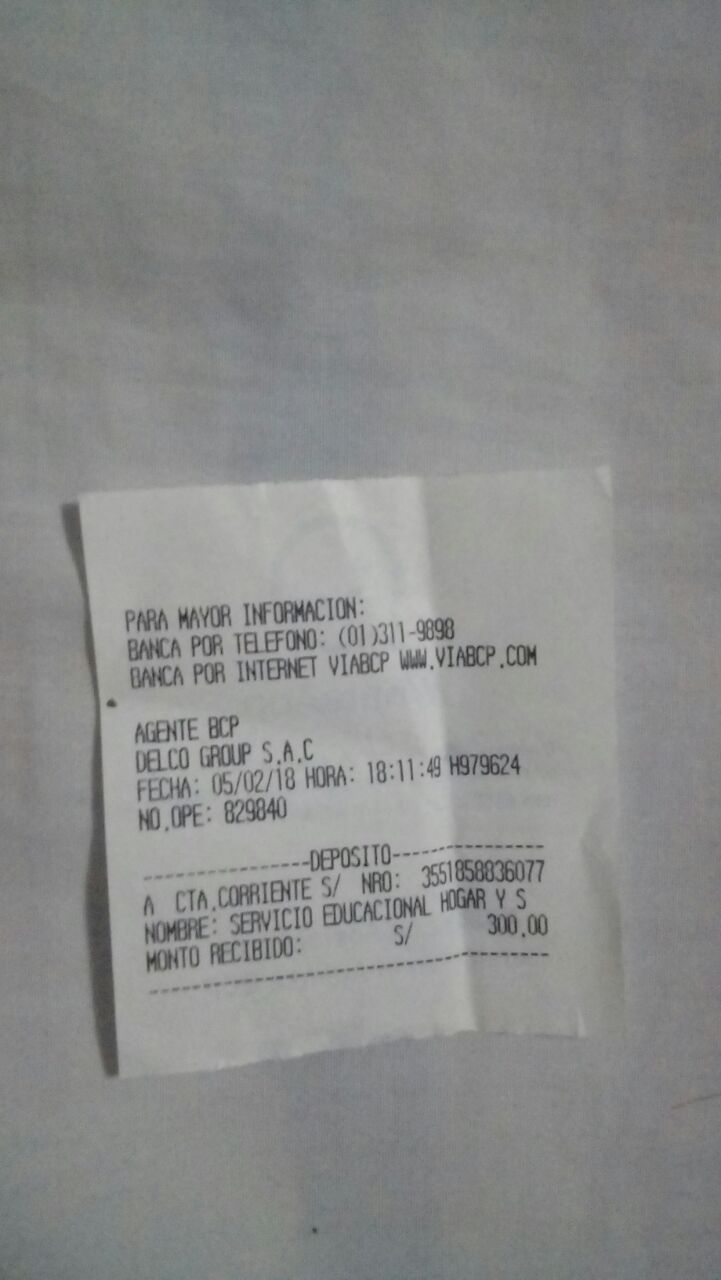 PARA MAYOR INFORMACION:
BANCA POR TELEFONO: (01)311-9898
BANCA POR INTERNET VIABCP WWW.VIABCP.COM
AGENTE BCP
DELCO GROUP S.A.C
FECHA: 05/02/18 HORA: 18:11:49 H979624
NO.OPE: 829840
----------------DEPOSITO---------------
A CTA.CORRIENTE S/ NRO: 3551858836077
NOMBRE: SERVICIO EDUCACIONAL HOGAR Y S
MONTO RECIBIDO: S/ 300.00